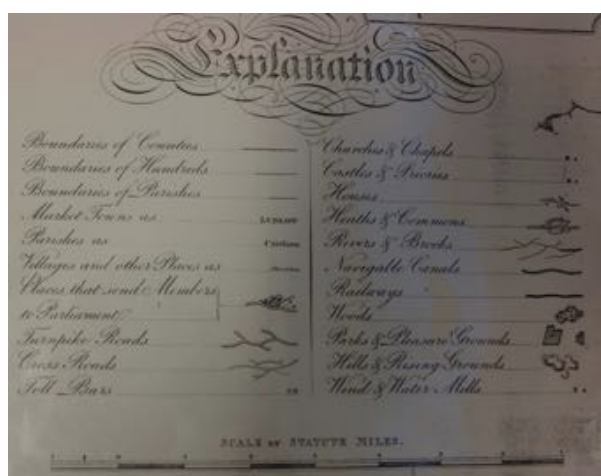 Explanation
Boundaries of Counties
Boundaries of Hundreds
Boundaries of Parishes
Market Towns as LUDLOW
Parishes as
Villages and other Places as
Places that send Members
to Parliament
Turnpike Roads
Cross Roads
Toll Bars
Churches & Chapels
Castles & Priories
Houses
Heaths & Commons
Rivers & Brooks
Navigable Canals
Railways
Woods
Parks & Pleasure Grounds
Hills & Rising Grounds
Wind & Water Mills
SCALE OF STATUTE MILES.